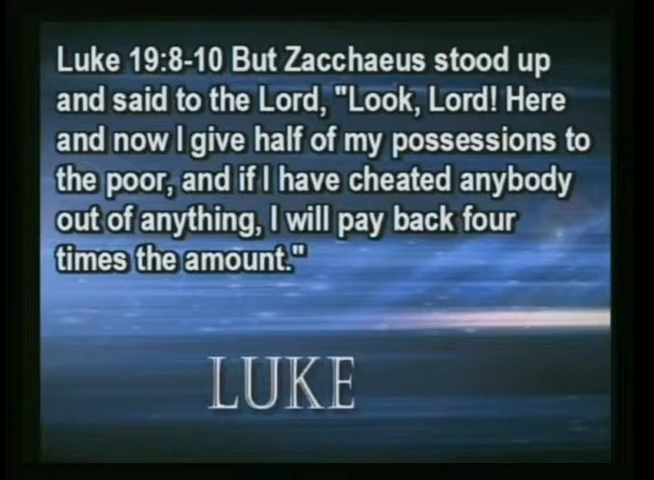 Luke 19:8-10 But Zacchaeus stood up
and said to the Lord, "Look, Lord! Here
and now I give half of my possessions to
the poor, and if I have cheated anybody
out of anything, I will pay back four
times the amount."
LUKE